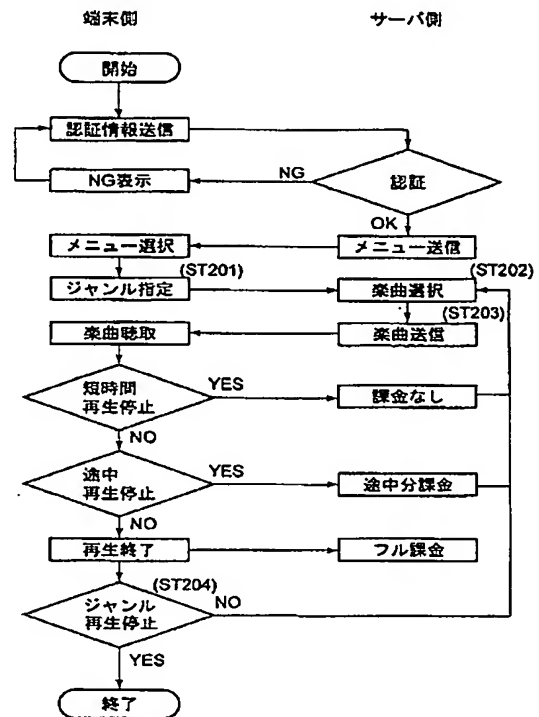 端末側
サーバ側
開始
認証情報送信
NG表示
NG
認証
OK
メニュー選択
メニュー送信
(ST201)
(ST202)
ジャンル指定
楽曲選択
(ST203)
楽曲聴取
楽曲送信
短時間
再生停止
YES
課金なし
NO
途中
再生停止
YES
途中分課金
NO
再生終了
フル課金
(ST204)
ジャンル
再生停止
NO
YES
終了